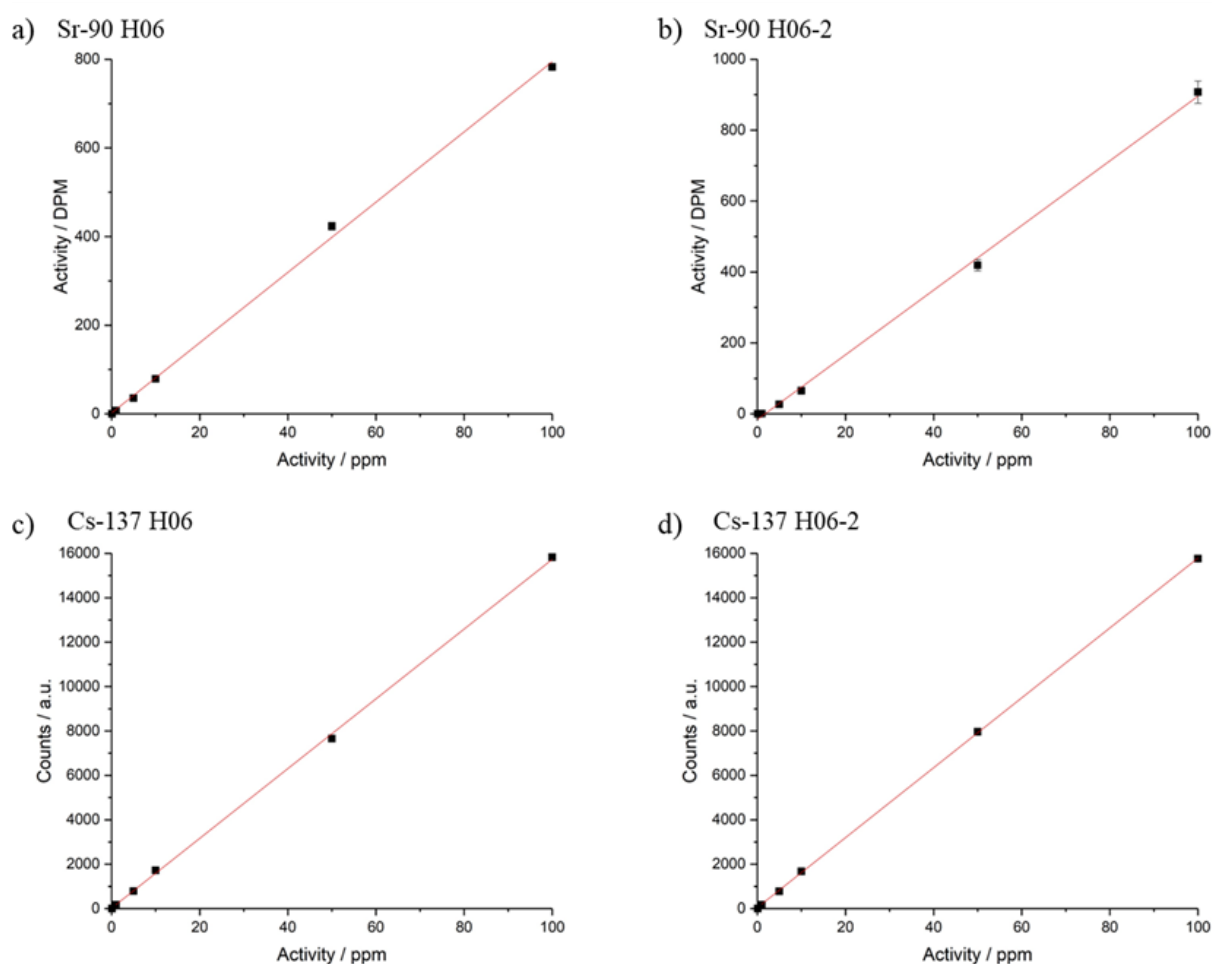 a) Sr-90 H06
800
600
400
200
0
0 20 40 60 80 100
Activity / DPM
Activity / ppm
b) Sr-90 H06-2
1000
800
600
400
200
0
0 20 40 60 80 100
Activity / DPM
Activity / ppm
c) Cs-137 H06
16000
14000
12000
10000
8000
6000
4000
2000
0
0 20 40 60 80 100
Counts / a.u.
Activity / ppm
d) Cs-137 H06-2
16000
14000
12000
10000
8000
6000
4000
2000
0
0 20 40 60 80 100
Counts / a.u.
Activity / ppm